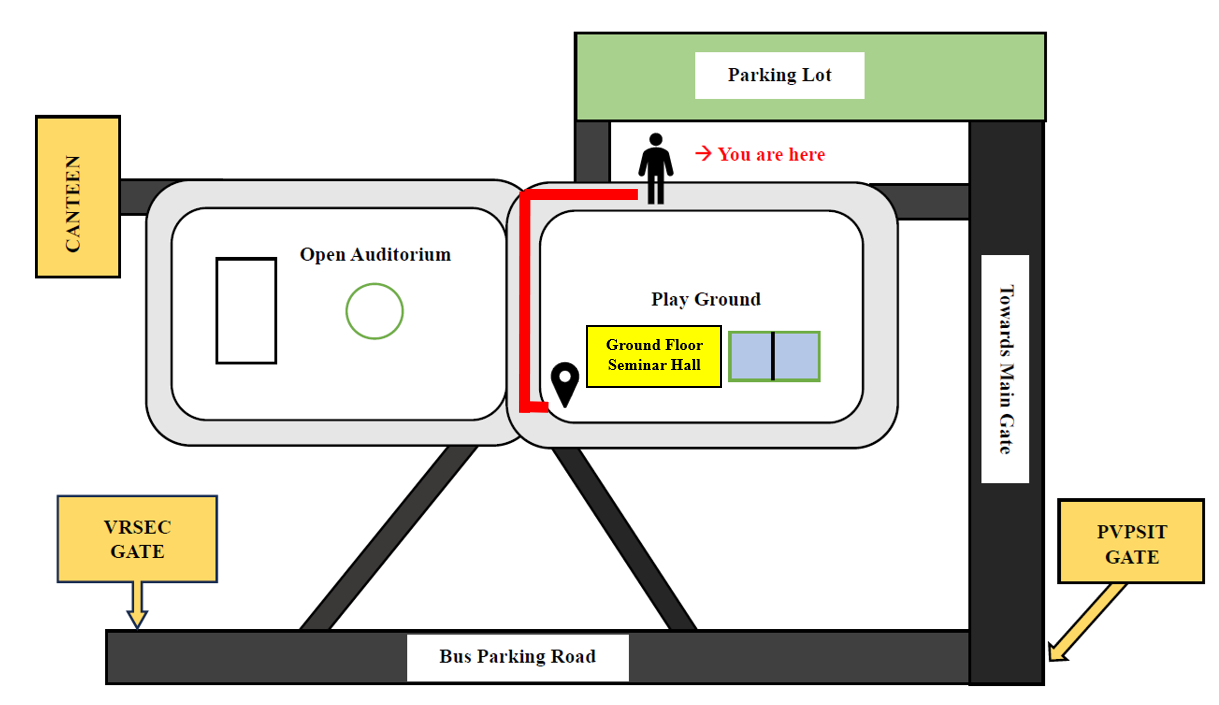 Parking Lot
→ You are here
CANTEEN
Open Auditorium
Play Ground
Ground Floor
Seminar Hall
Towards Main Gate
VRSEC
GATE
PVPSIT
GATE
Bus Parking Road